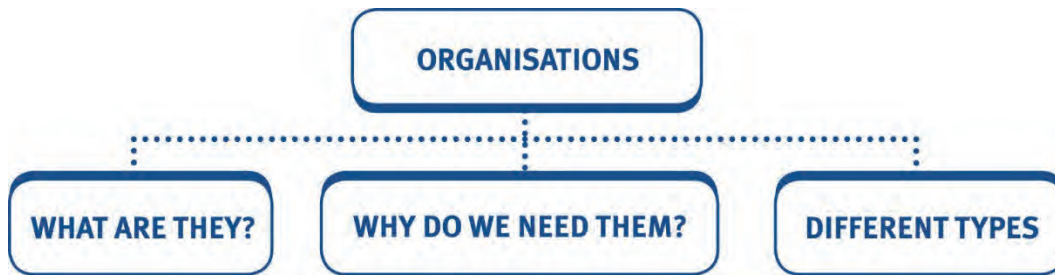 ORGANISATIONS
WHAT ARE THEY?
WHY DO WE NEED THEM?
DIFFERENT TYPES